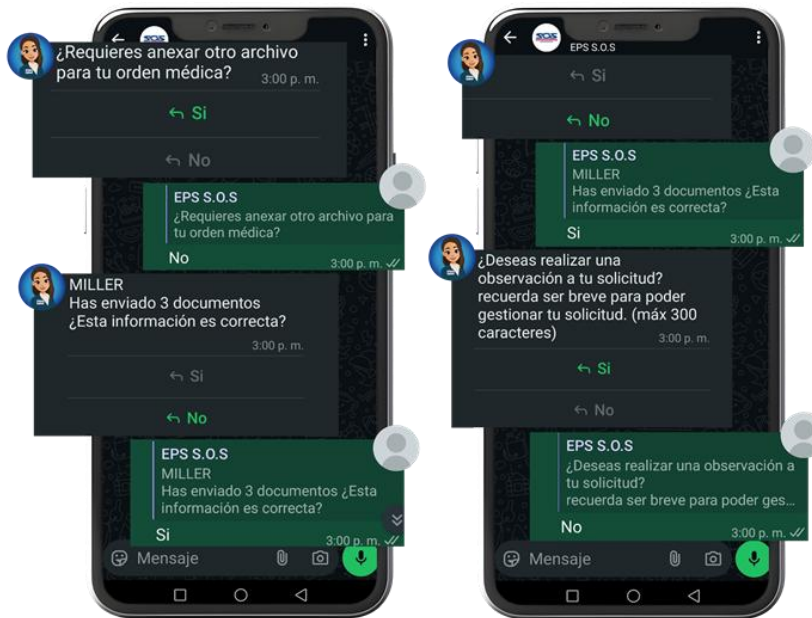 SOS
¿Requieres anexar otro archivo
para tu orden médica?
3:00 p. m.
Si
No
EPS S.O.S
¿Requieres anexar otro archivo para
tu orden médica?
No
3:00 p. m.
MILLER
Has enviado 3 documentos
¿Esta información es correcta?
3:00 p. m.
Si
No
EPS S.O.S
MILLER
Has enviado 3 documentos ¿Esta
información es correcta?
Si
3:00 p. m.
Mensaje
SOS
EPS S.O.S
Si
No
EPS S.O.S
MILLER
Has enviado 3 documentos ¿Esta
información es correcta?
Si
3:00 p. m.
¿Deseas realizar una
observación a tu solicitud?
recuerda ser breve para poder
gestionar tu solicitud. (máx 300
caracteres)
3:00 p. m.
Si
No
EPS S.O.S
¿Deseas realizar una observación a
tu solicitud?
recuerda ser breve para poder ges...
No
3:00 p. m.
Mensaje